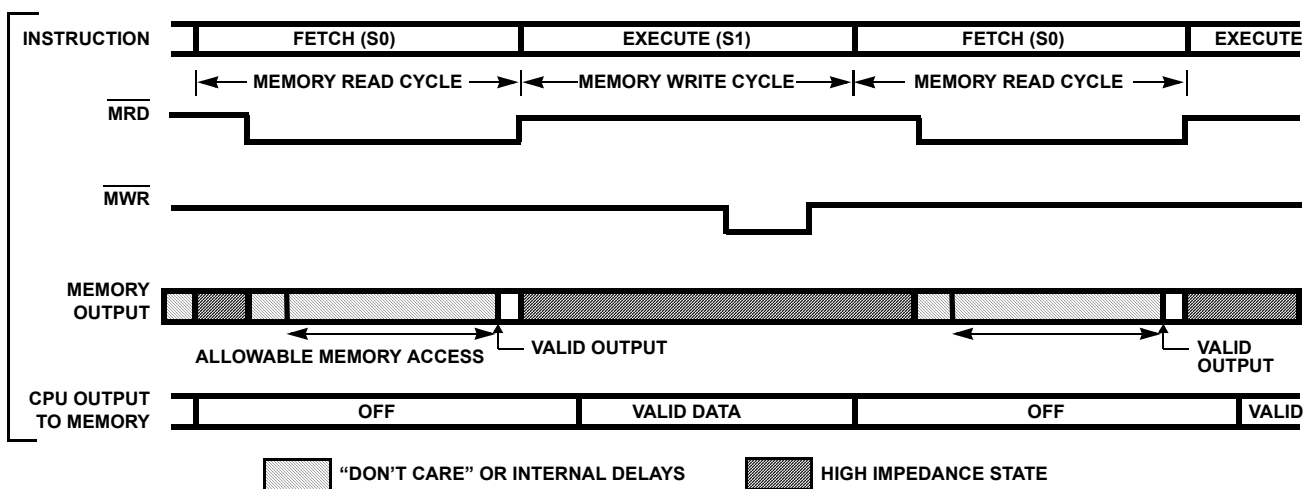 INSTRUCTION FETCH (S0) EXECUTE (S1) FETCH (S0) EXECUTE
MEMORY READ CYCLE MEMORY WRITE CYCLE MEMORY READ CYCLE
MRD
MWR
MEMORY
OUTPUT
ALLOWABLE MEMORY ACCESS
VALID OUTPUT
VALID
OUTPUT
CPU OUTPUT
TO MEMORY
OFF VALID DATA OFF VALID
“DON’T CARE” OR INTERNAL DELAYS HIGH IMPEDANCE STATE